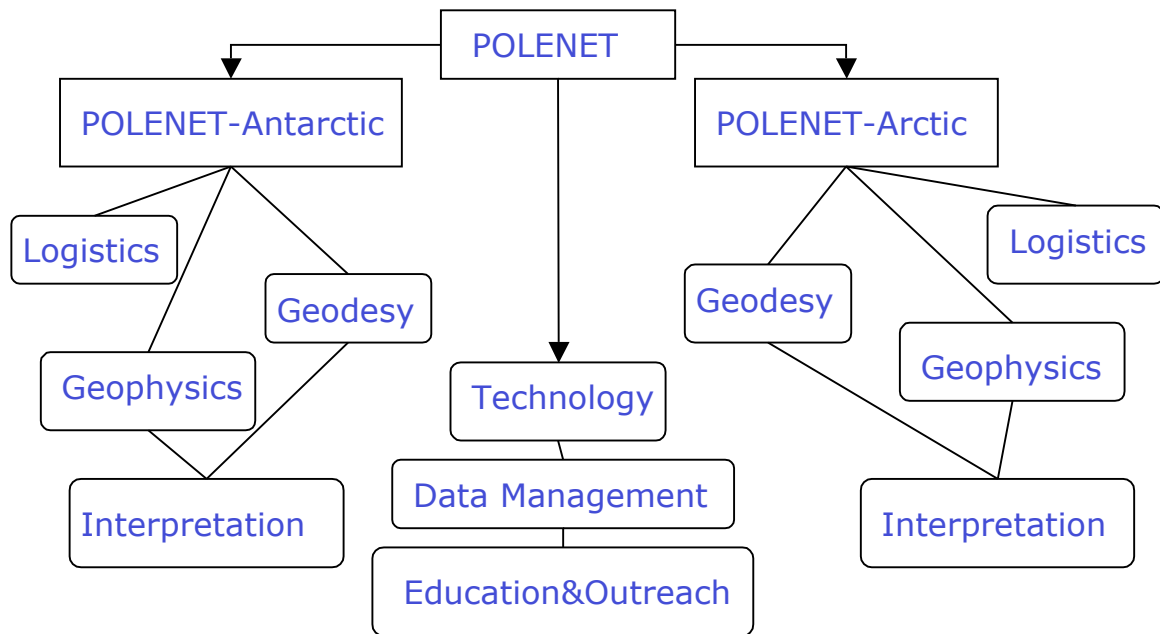 POLENET
POLENET-Antarctic
POLENET-Arctic
Logistics
Logistics
Geodesy
Geodesy
Geophysics
Geophysics
Technology
Data Management
Interpretation
Interpretation
Education&Outreach